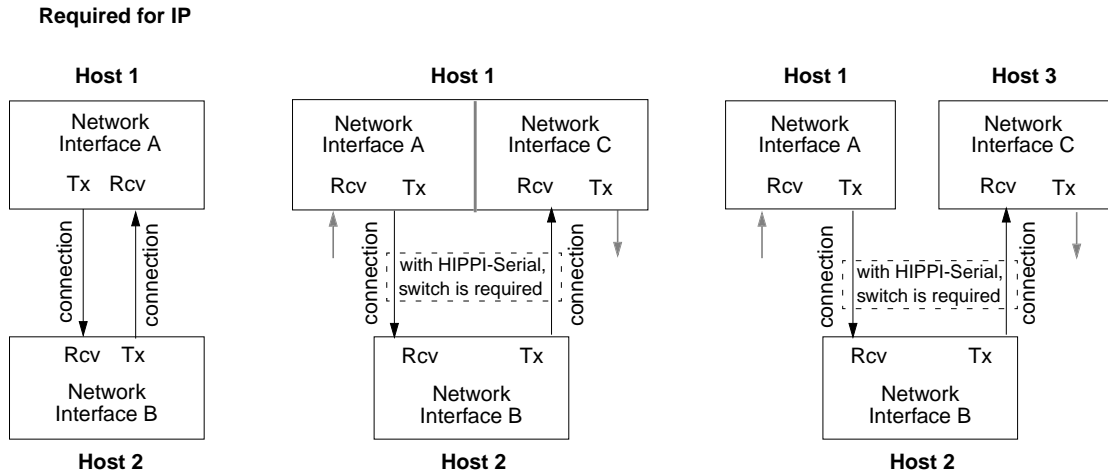 Required for IP
Host 1
Network
Interface A
Tx Rcv
connection
connection
Rcv Tx
Network
Interface B
Host 2
Host 1
Network
Interface A
Rcv Tx
Network
Interface C
Rcv Tx
connection
with HIPPI-Serial,
switch is required
connection
Rcv Tx
Network
Interface B
Host 2
Host 1
Network
Interface A
Rcv Tx
Host 3
Network
Interface C
Rcv Tx
connection
with HIPPI-Serial,
switch is required
connection
Rcv Tx
Network
Interface B
Host 2